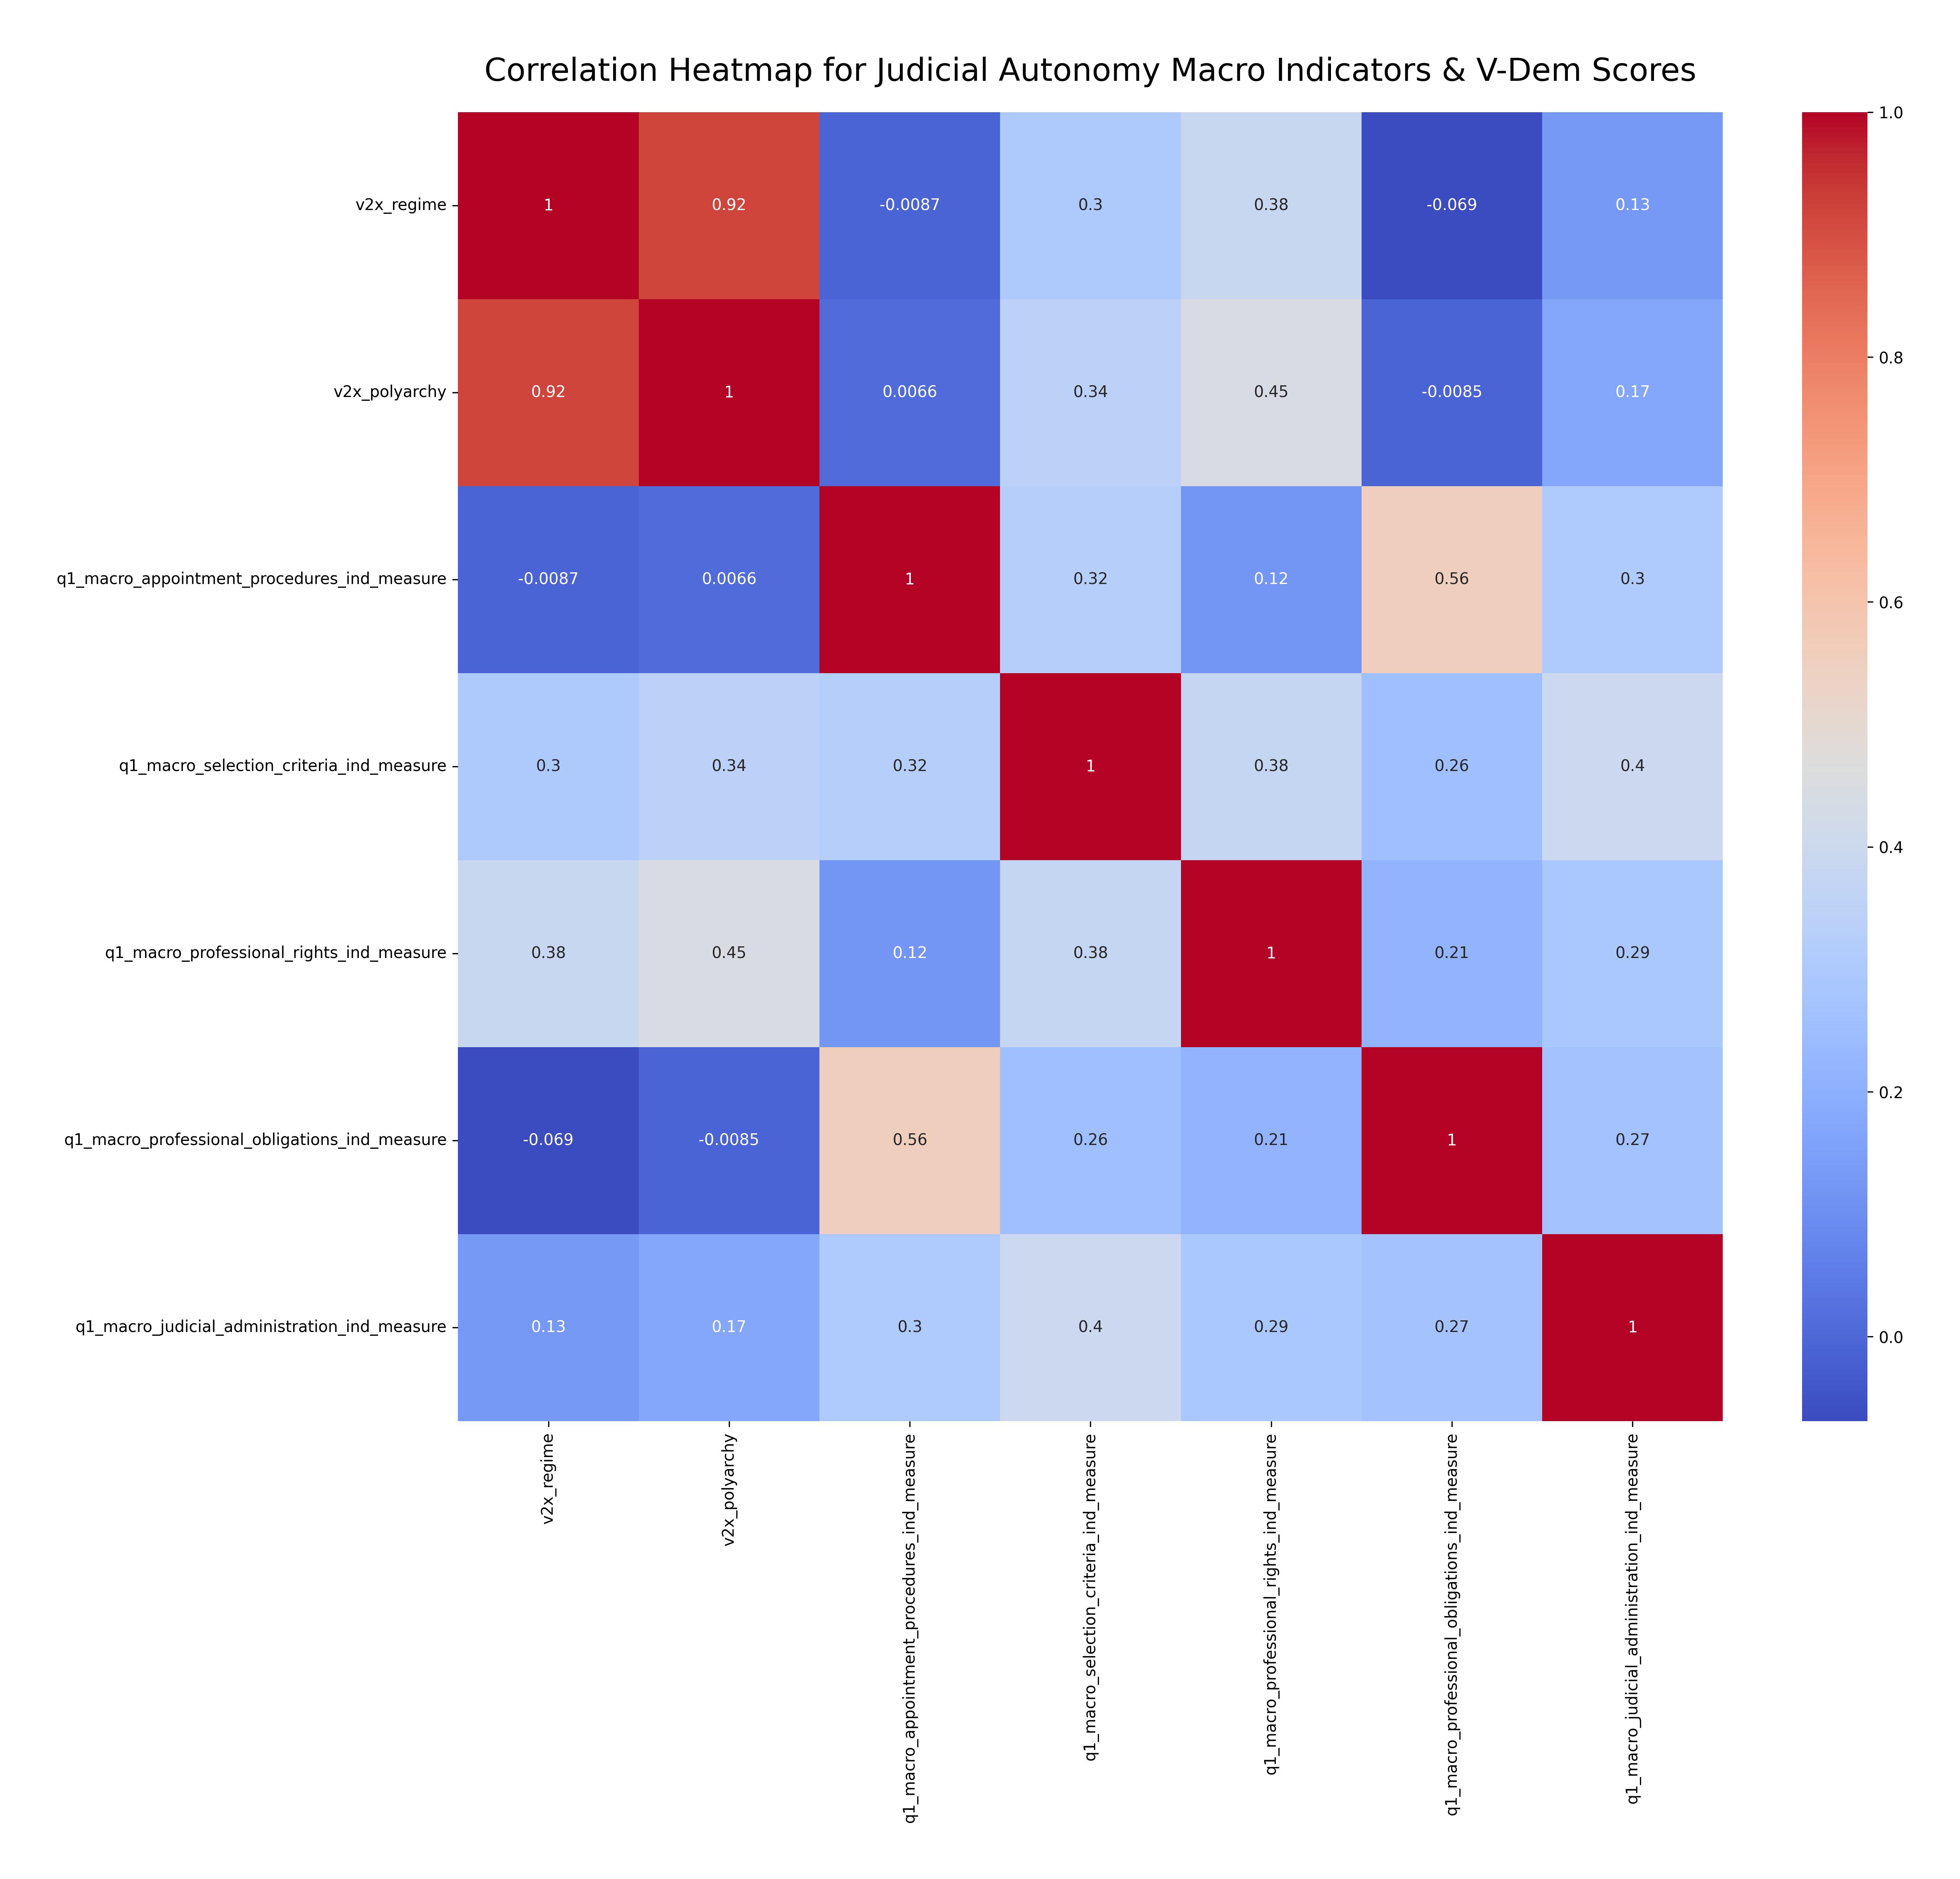 Correlation Heatmap for Judicial Autonomy Macro Indicators & V-Dem Scores
v2x_regime 1 0.92 -0.0087 0.3 0.38 -0.069 0.13
v2x_polyarchy 0.92 1 0.0066 0.34 0.45 -0.0085 0.17
q1_macro_appointment_procedures_ind_measure -0.0087 0.0066 1 0.32 0.12 0.56 0.3
q1_macro_selection_criteria_ind_measure 0.3 0.34 0.32 1 0.38 0.26 0.4
q1_macro_professional_rights_ind_measure 0.38 0.45 0.12 0.38 1 0.21 0.29
q1_macro_professional_obligations_ind_measure -0.069 -0.0085 0.56 0.26 0.21 1 0.27
q1_macro_judicial_administration_ind_measure 0.13 0.17 0.3 0.4 0.29 0.27 1
v2x_regime
v2x_polyarchy
q1_macro_appointment_procedures_ind_measure
q1_macro_selection_criteria_ind_measure
q1_macro_professional_rights_ind_measure
q1_macro_professional_obligations_ind_measure
q1_macro_judicial_administration_ind_measure
1.0
0.8
0.6
0.4
0.2
0.0